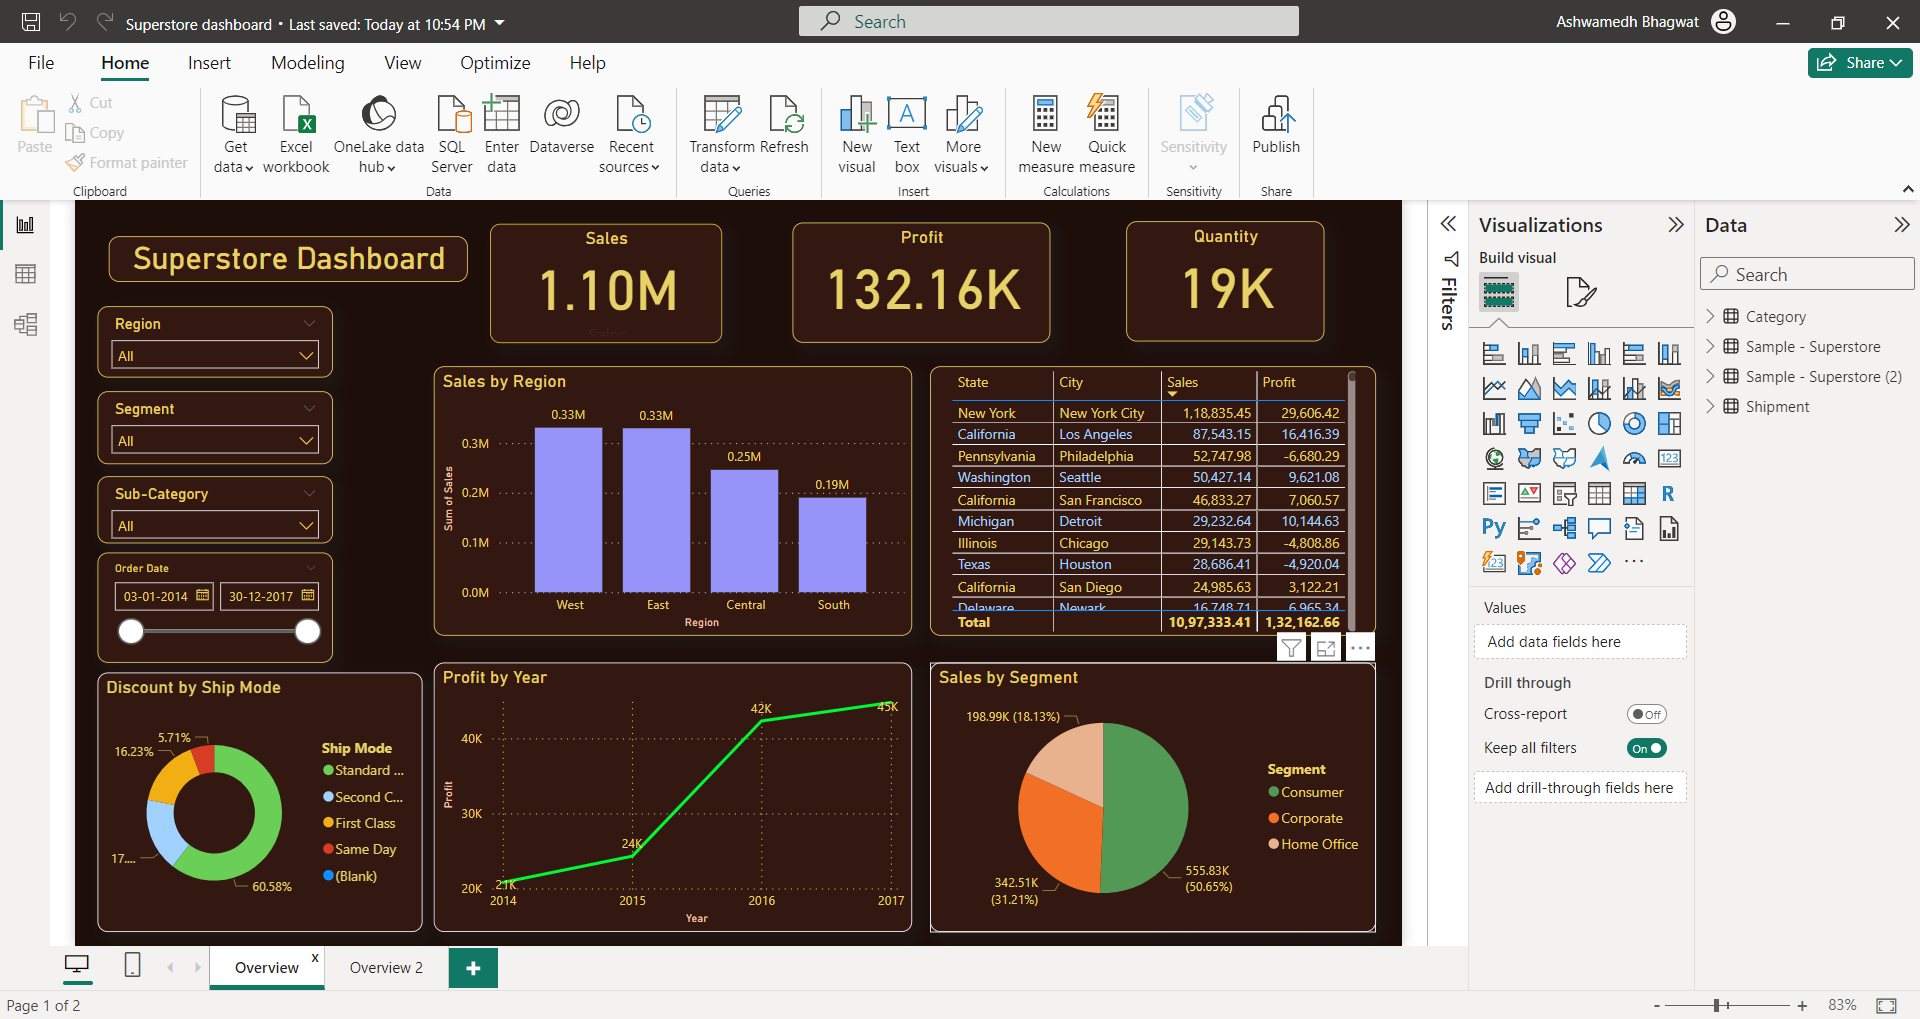 Superstore dashboard • Last saved: Today at 10:54 PM
Search
Ashwamedh Bhagwat
File
Home
Insert
Modeling
View
Optimize
Help
Share
Paste
Cut
Copy
Format painter
Clipboard
Get data
Excel workbook
OneLake data hub
SQL Server
Enter data
Dataverse
Recent sources
Data
Transform data
Refresh
Queries
New visual
Text box
More visuals
Insert
New measure
Quick measure
Calculations
Sensitivity
Sensitivity
Publish
Share
Superstore Dashboard
Sales
1.10M
Profit
132.16K
Quantity
19K
Region
All
Segment
All
Sub-Category
All
Order Date
03-01-2014
30-12-2017
Sales by Region
Sum of Sales
0.3M
0.2M
0.1M
0.0M
0.33M
0.33M
0.25M
0.19M
West
East
Central
South
Region
State City Sales Profit
New York New York City 1,18,835.45 29,606.42
California Los Angeles 87,543.15 16,416.39
Pennsylvania Philadelphia 52,747.98 -6,680.29
Washington Seattle 50,427.14 9,621.08
California San Francisco 46,833.27 7,060.57
Michigan Detroit 29,232.64 10,144.63
Illinois Chicago 29,143.73 -4,808.86
Texas Houston 28,686.41 -4,920.04
California San Diego 24,985.63 3,122.21
Delaware Newark 16,748.71 6,965.34
Total 10,97,333.41 1,32,162.66
Discount by Ship Mode
5.71%
16.23%
17....
60.58%
Ship Mode
Standard ...
Second C...
First Class
Same Day
(Blank)
Profit by Year
Profit
40K
30K
20K
21K
24K
42K
45K
2014
2015
2016
2017
Year
Sales by Segment
198.99K (18.13%)
342.51K
(31.21%)
555.83K
(50.65%)
Segment
Consumer
Corporate
Home Office
Filters
Visualizations
Build visual
123
R
Py
123
Values
Add data fields here
Drill through
Cross-report
Off
Keep all filters
On
Add drill-through fields here
Data
Search
Category
Sample - Superstore
Sample - Superstore (2)
Shipment
Overview
x
Overview 2
+
Page 1 of 2
- + 83%